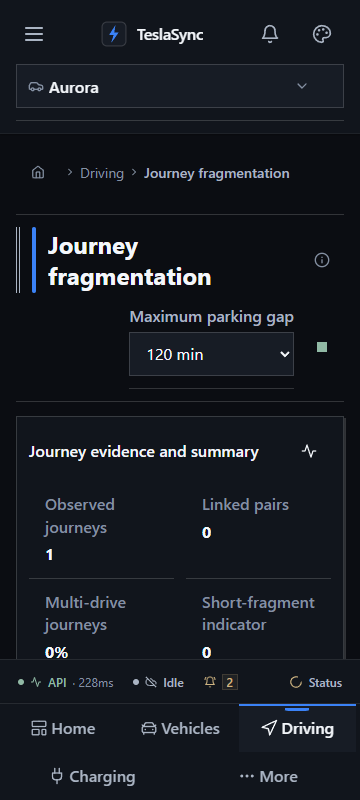 TeslaSync
Aurora
Driving
Journey fragmentation
Journey
fragmentation
Maximum parking gap
120 min
Journey evidence and summary
Observed
journeys
1
Linked pairs
0
Multi-drive
journeys
0%
Short-fragment
indicator
0
API · 228ms
Idle
2
Status
Home
Vehicles
Driving
Charging
More